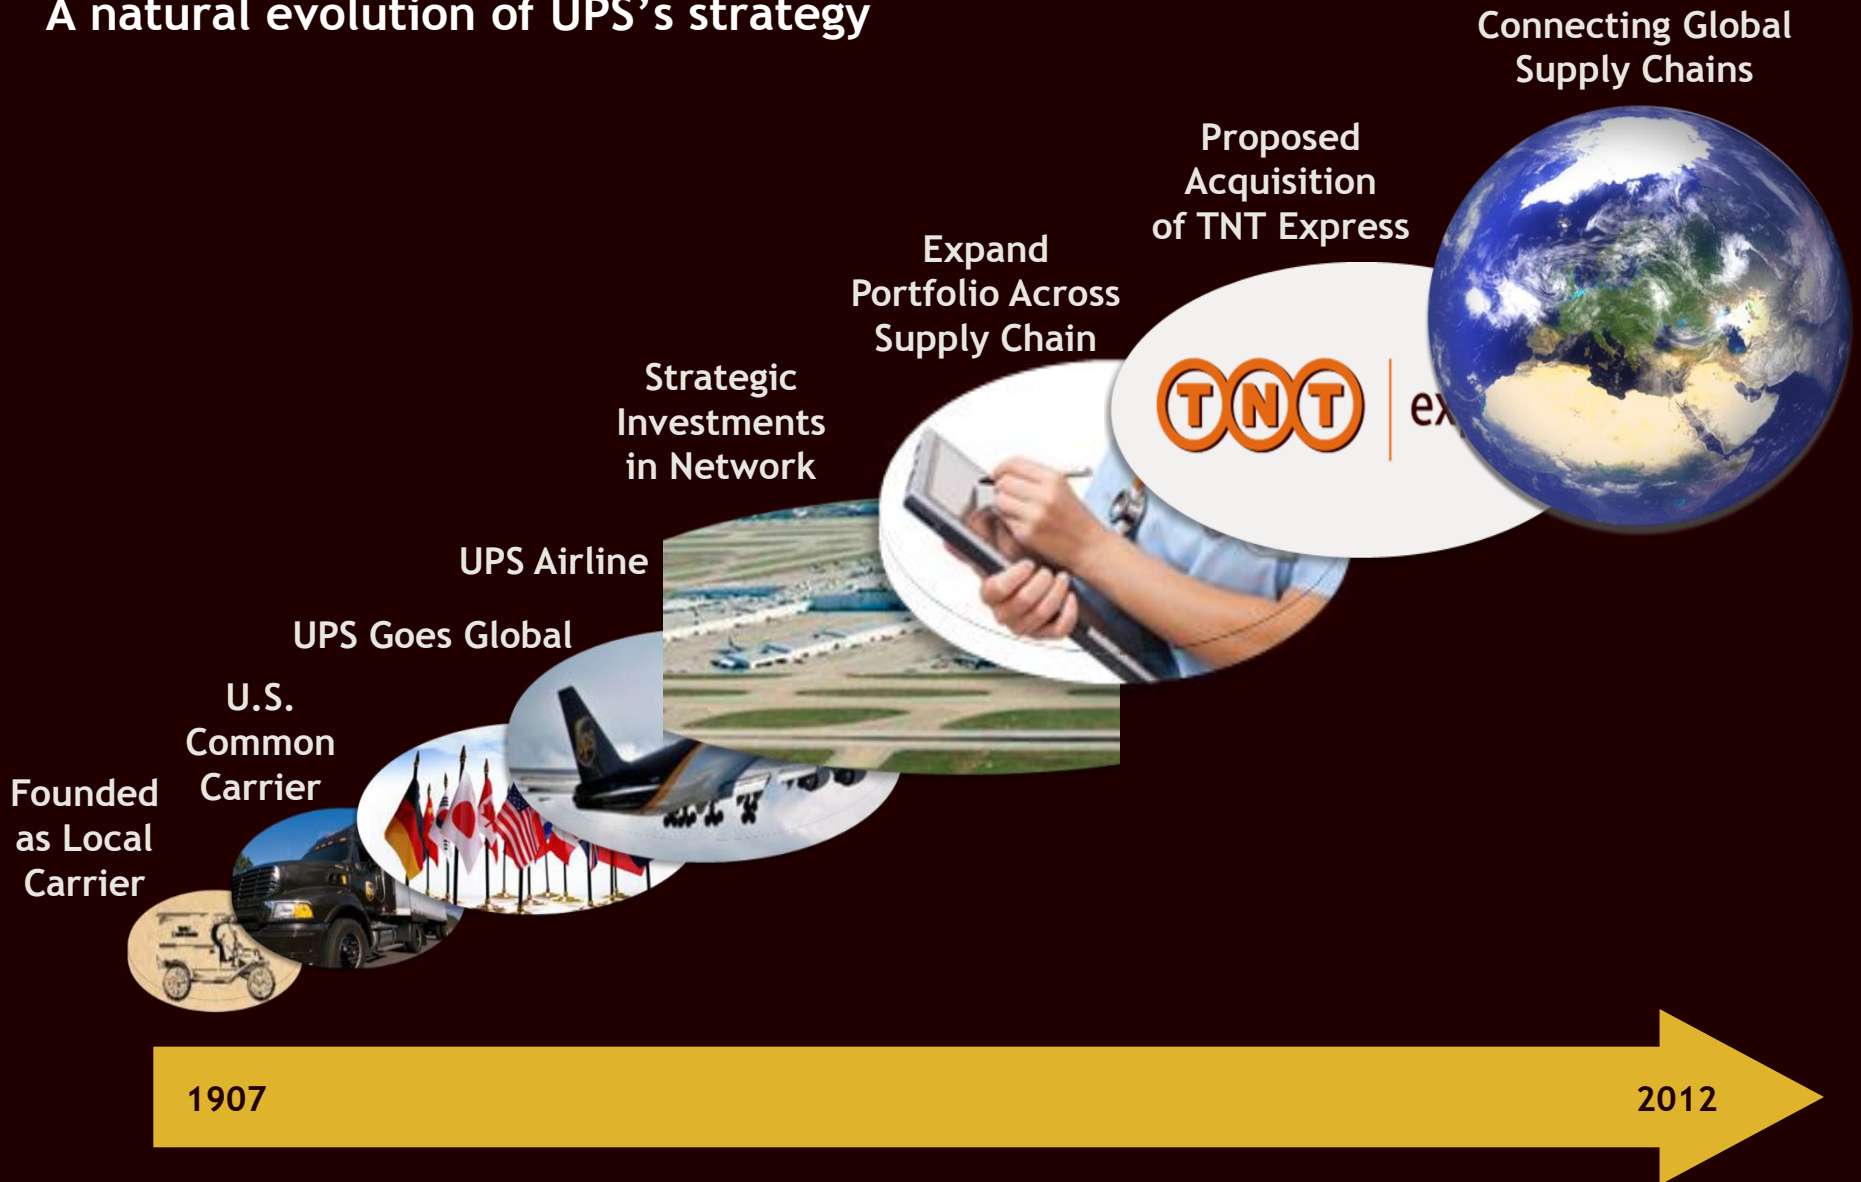 A natural evolution of UPS's strategy
Connecting Global
Supply Chains
Proposed
Acquisition
of TNT Express
Expand
Portfolio Across
Supply Chain
Strategic
Investments
in Network
UPS Airline
UPS Goes Global
U.S.
Common
Carrier
Founded
as Local
Carrier
TNT
1907
2012